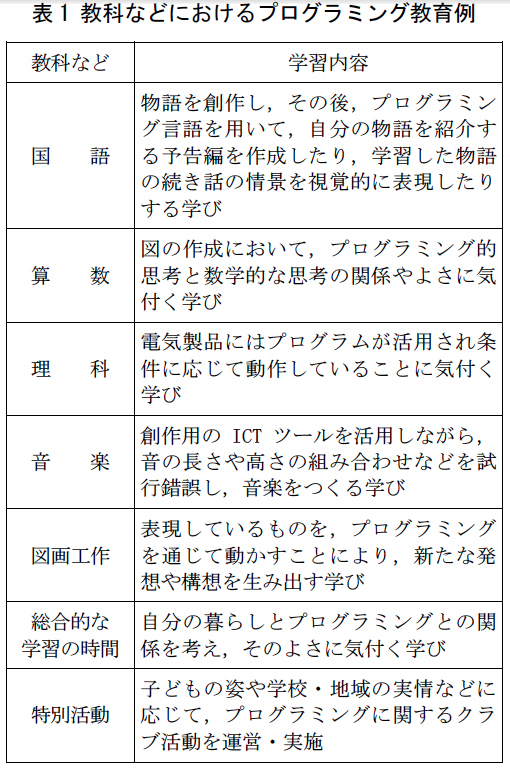 表１ 教科などにおけるプログラミング教育例
教科など
学習内容
国　語
物語を創作し，その後，プログラミン
グ言語を用いて，自分の物語を紹介す
る予告編を作成したり，学習した物語
の続き話の情景を視覚的に表現したり
する学び
算　数
図の作成において，プログラミング的
思考と数学的な思考の関係やよさに気
付く学び
理　科
電気製品にはプログラムが活用され条
件に応じて動作していることに気付く
学び
音　楽
創作用の ICT ツールを活用しながら，
音の長さや高さの組み合わせなどを試
行錯誤し，音楽をつくる学び
図画工作
表現しているものを，プログラミング
を通じて動かすことにより，新たな発
想や構想を生み出す学び
総合的な
学習の時間
自分の暮らしとプログラミングとの関
係を考え，そのよさに気付く学び
特別活動
子どもの姿や学校・地域の実情などに
応じて，プログラミングに関するクラ
ブ活動を運営・実施